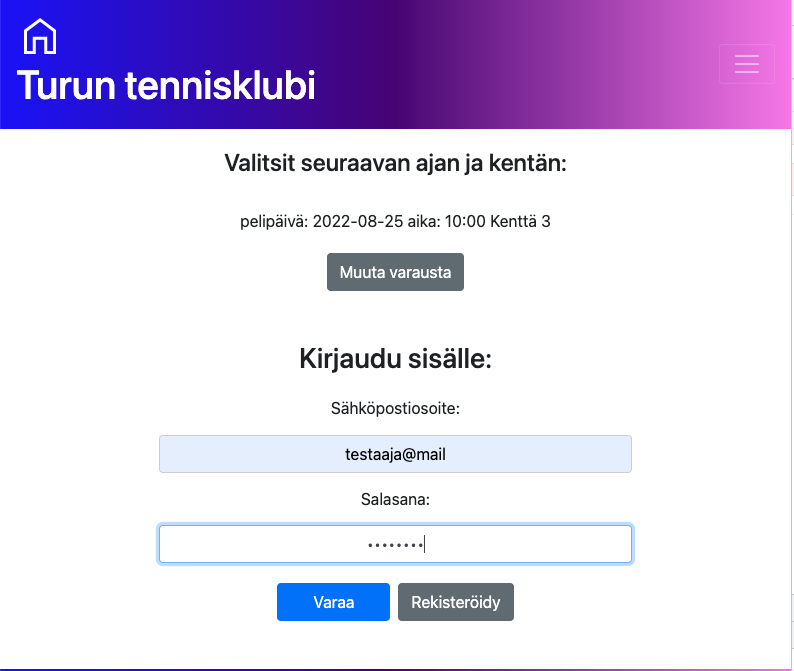 Turun tennisklubi
Valitsit seuraavan ajan ja kentän:
pelipäivä: 2022-08-25 aika: 10:00 Kenttä 3
Muuta varausta
Kirjaudu sisälle:
Sähköpostiosoite:
testaaja@mail
Salasana:
••••••••
Varaa
Rekisteröidy